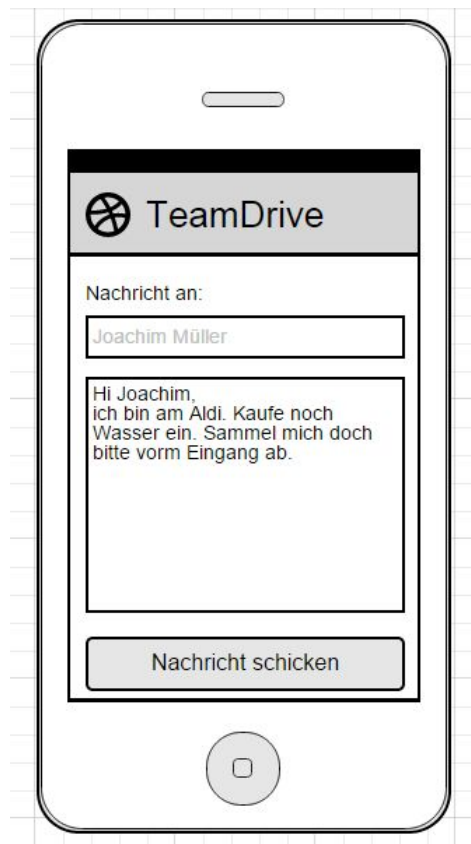 TeamDrive
Nachricht an:
Joachim Müller
Hi Joachim,
ich bin am Aldi. Kaufe noch
Wasser ein. Sammel mich doch
bitte vorm Eingang ab.
Nachricht schicken